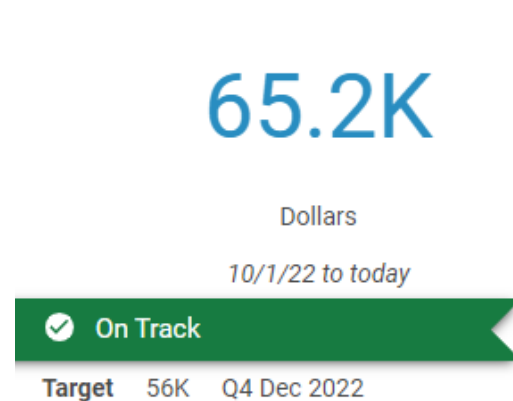 65.2K
Dollars
10/1/22 to today
On Track
Target 56K Q4 Dec 2022